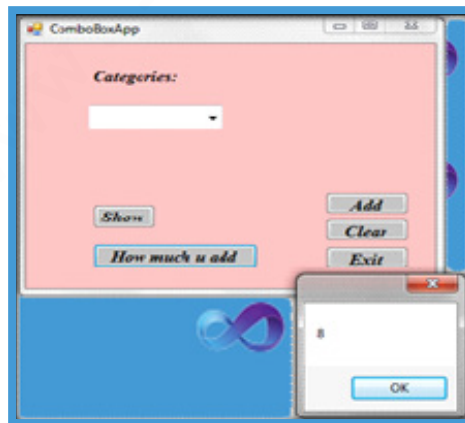 ComboBoxApp
Categories:
Show
Add
Clear
How much u add
Exit
8
OK